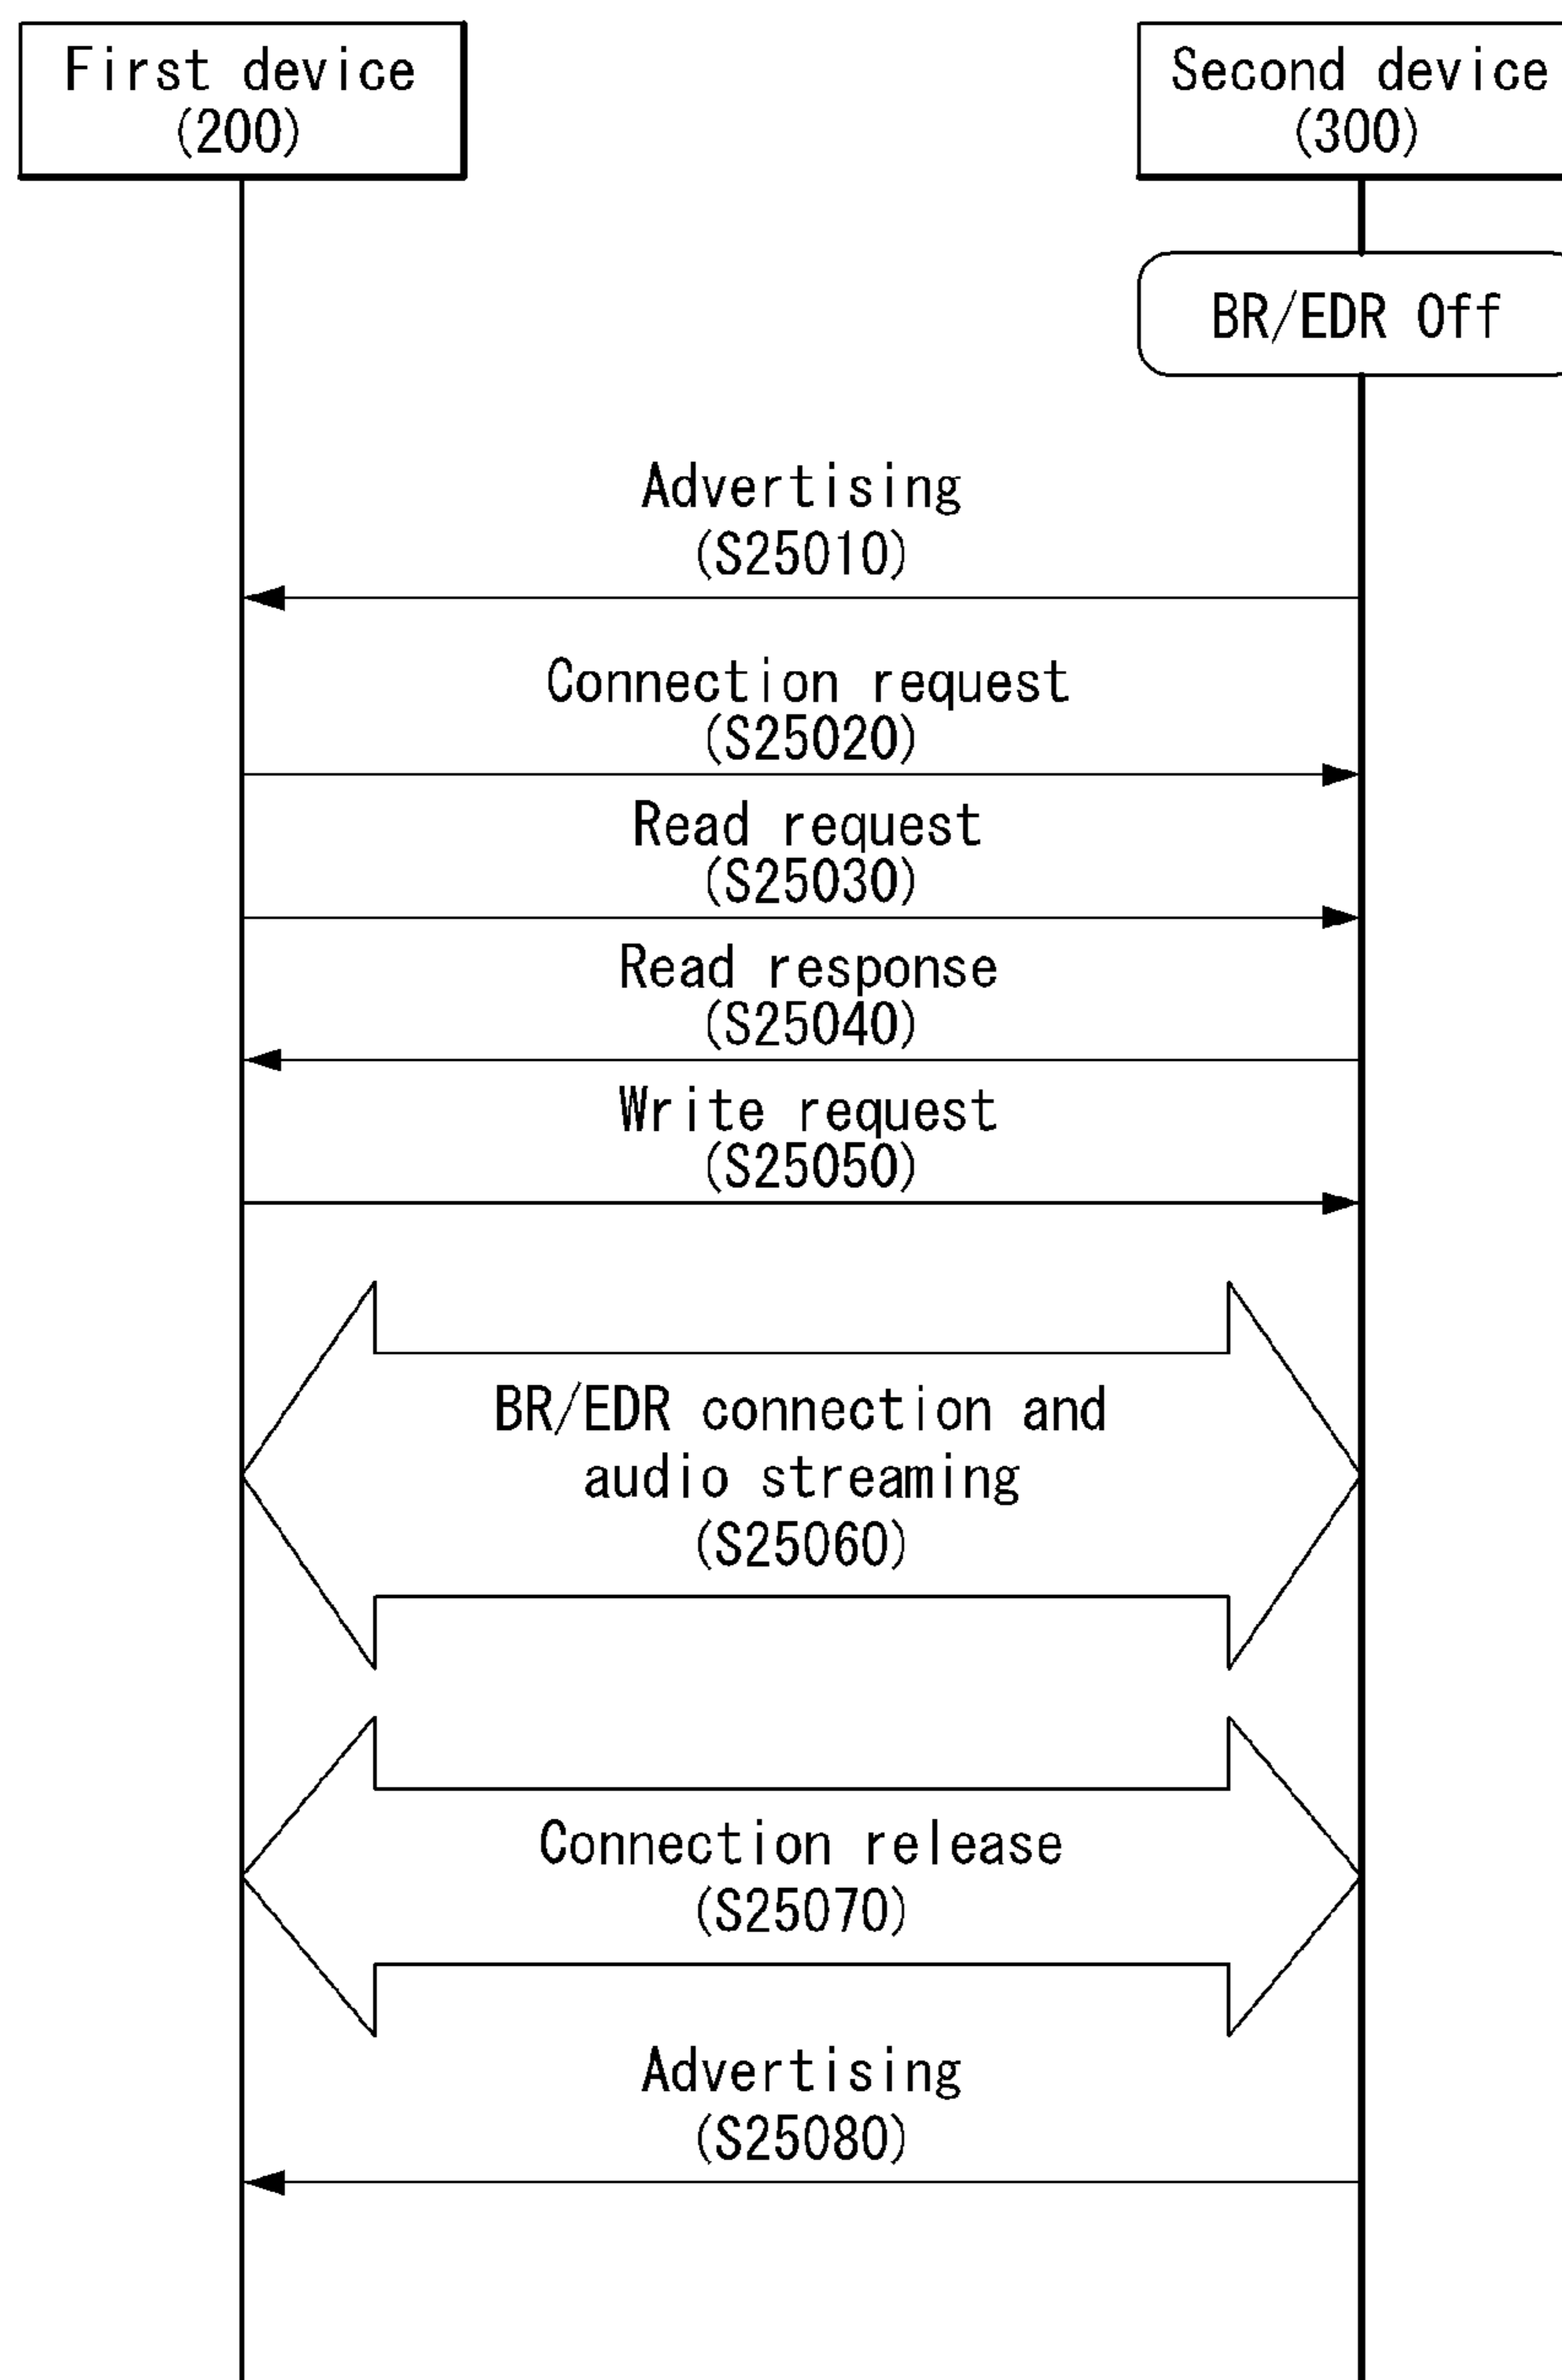 First device
(200)
Second device
(300)
BR/EDR Off
Advertising
(S25010)
Connection request
(S25020)
Read request
(S25030)
Read response
(S25040)
Write request
(S25050)
BR/EDR connection and
audio streaming
(S25060)
Connection release
(S25070)
Advertising
(S25080)